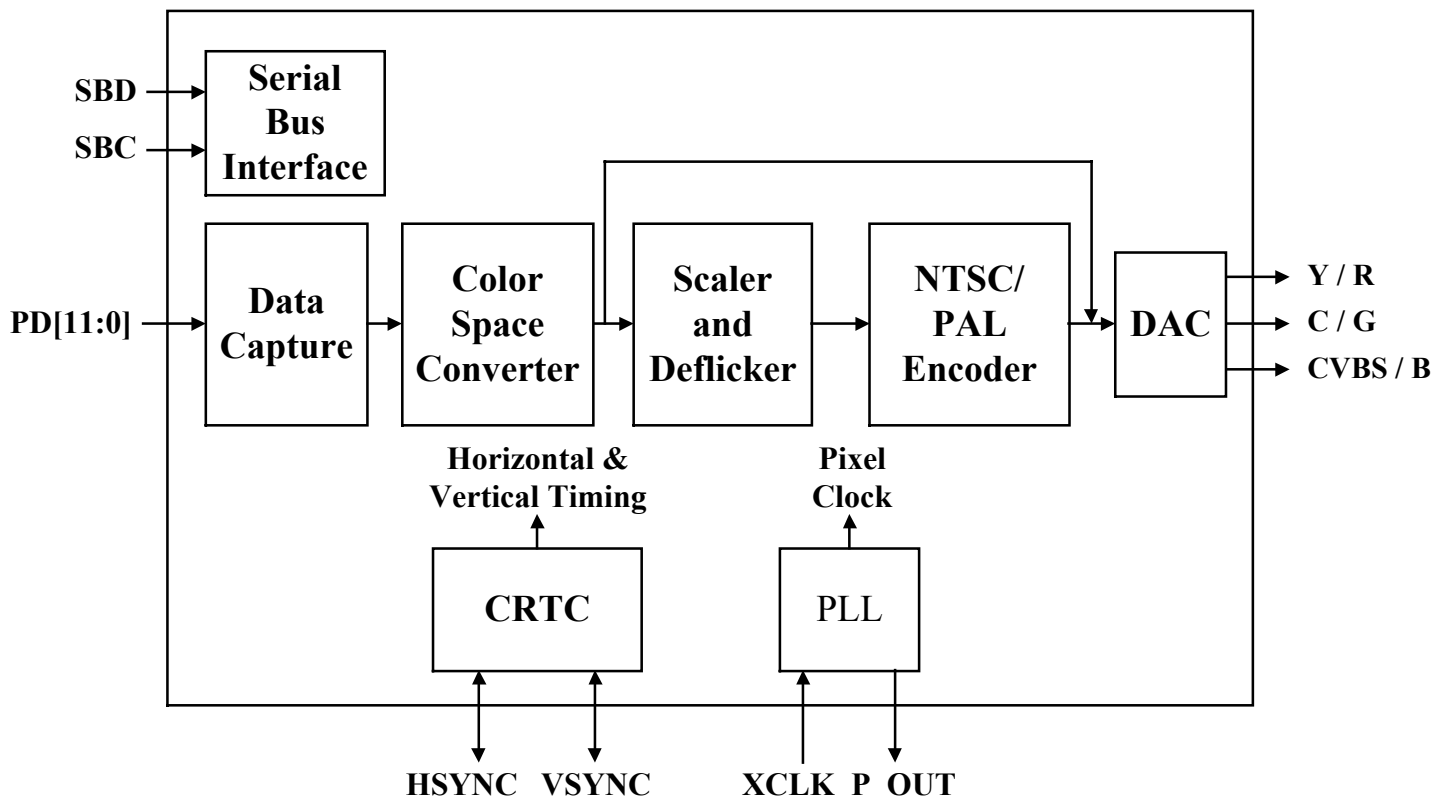 SBD
SBC
Serial
Bus
Interface
PD[11:0]
Data
Capture
Color
Space
Converter
Scaler
and
Deflicker
NTSC/
PAL
Encoder
DAC
Y / R
C / G
CVBS / B
Horizontal &
Vertical Timing
Pixel
Clock
CRTC
PLL
HSYNC
VSYNC
XCLK
P_OUT